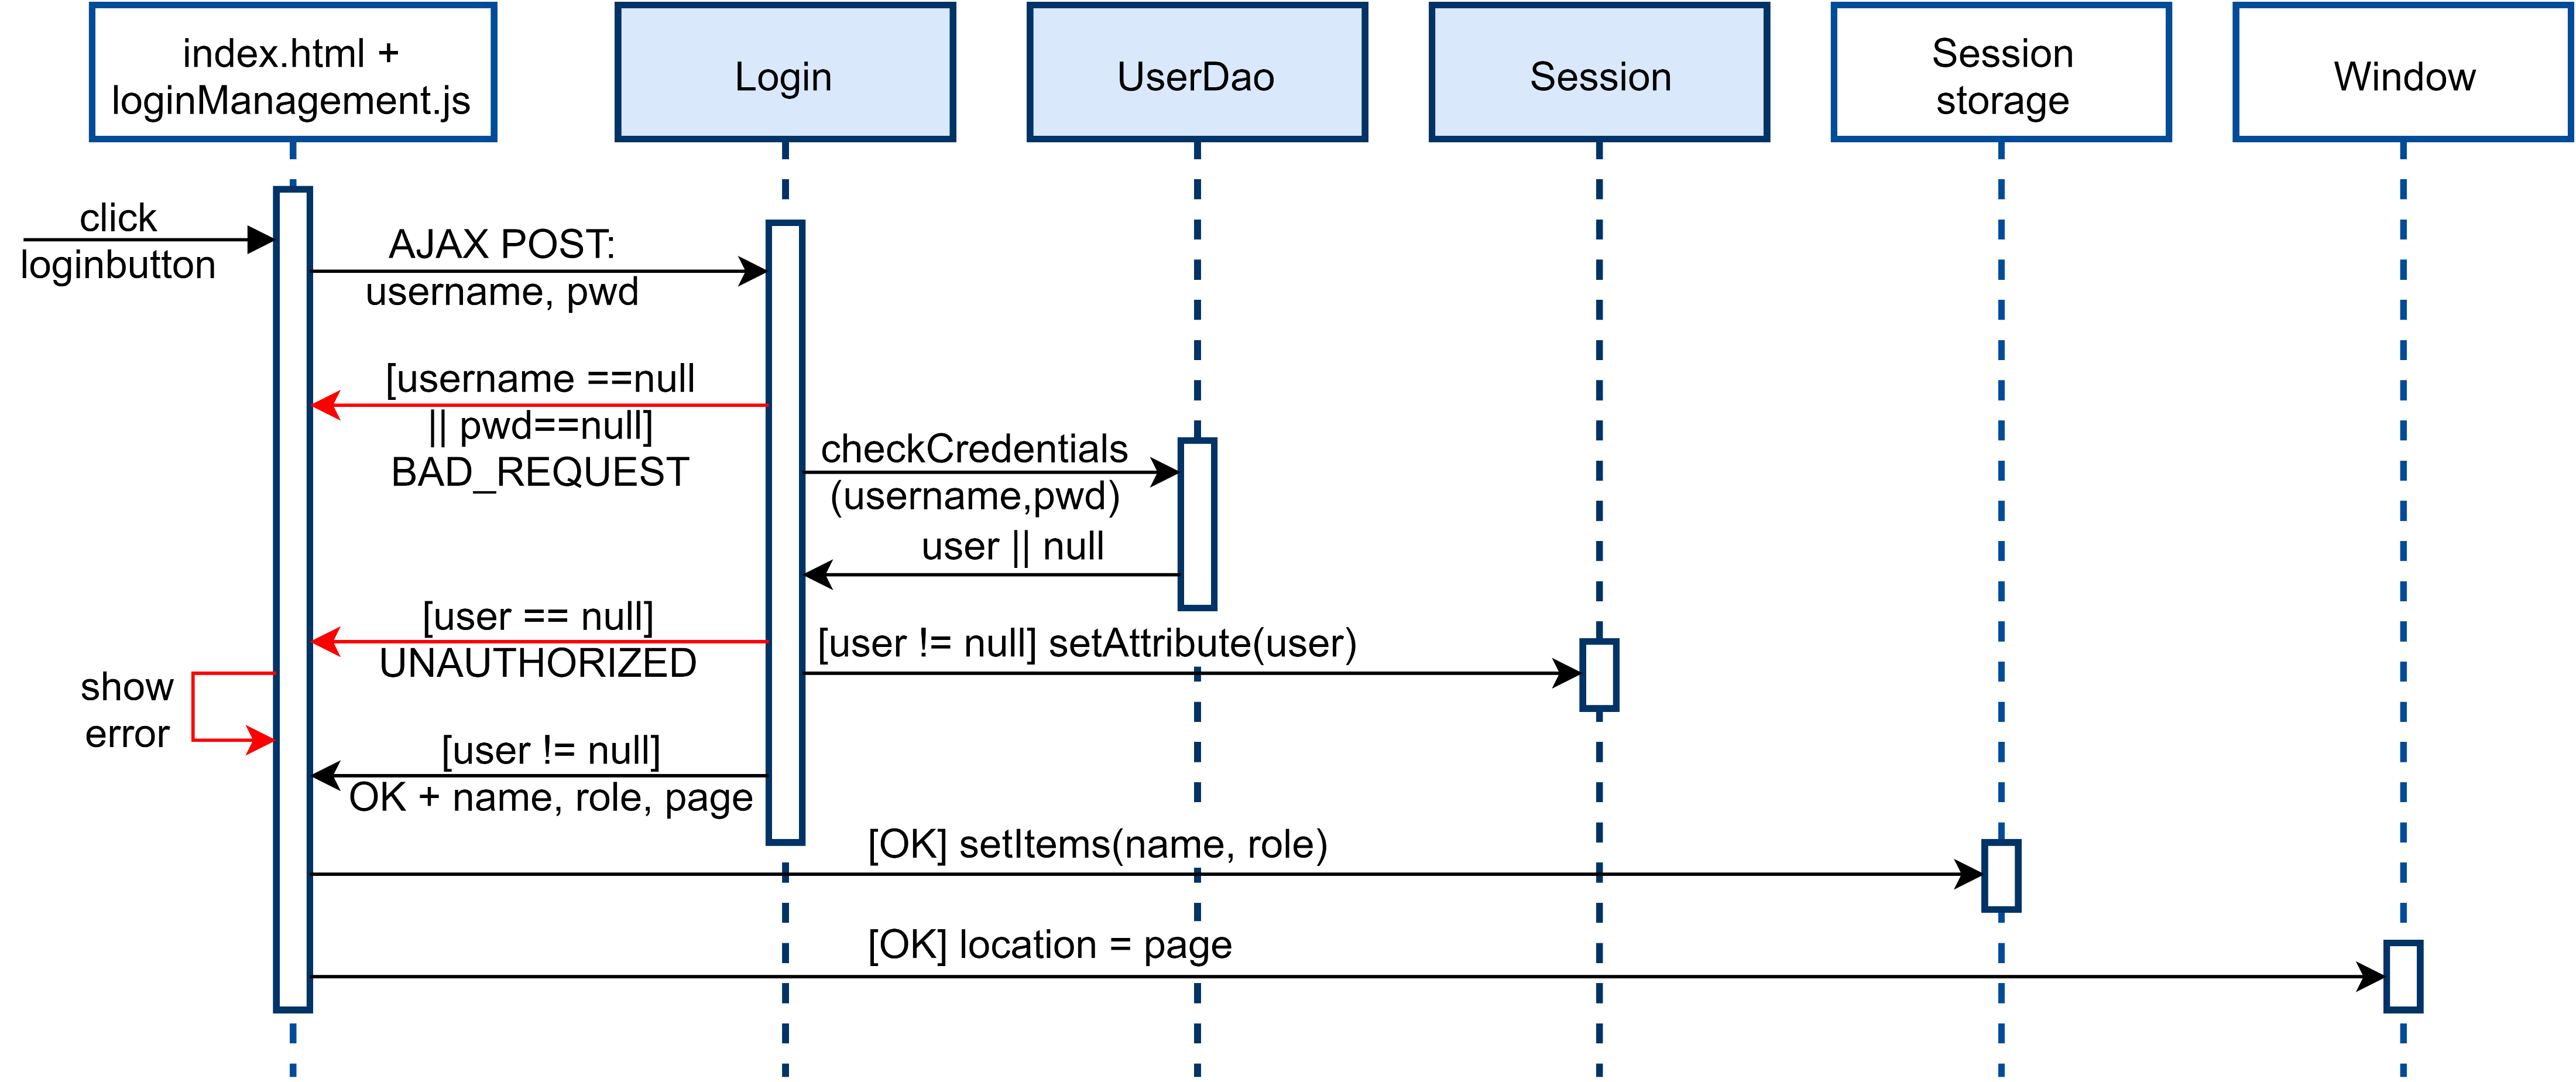 index.html +
loginManagement.js
Login
UserDao
Session
Session
storage
Window
click
loginbutton
AJAX POST:
username, pwd
[username ==null
|| pwd==null]
BAD_REQUEST
checkCredentials
(username,pwd)
user || null
[user == null]
UNAUTHORIZED
[user != null] setAttribute(user)
show
error
[user != null]
OK + name, role, page
[OK] setItems(name, role)
[OK] location = page